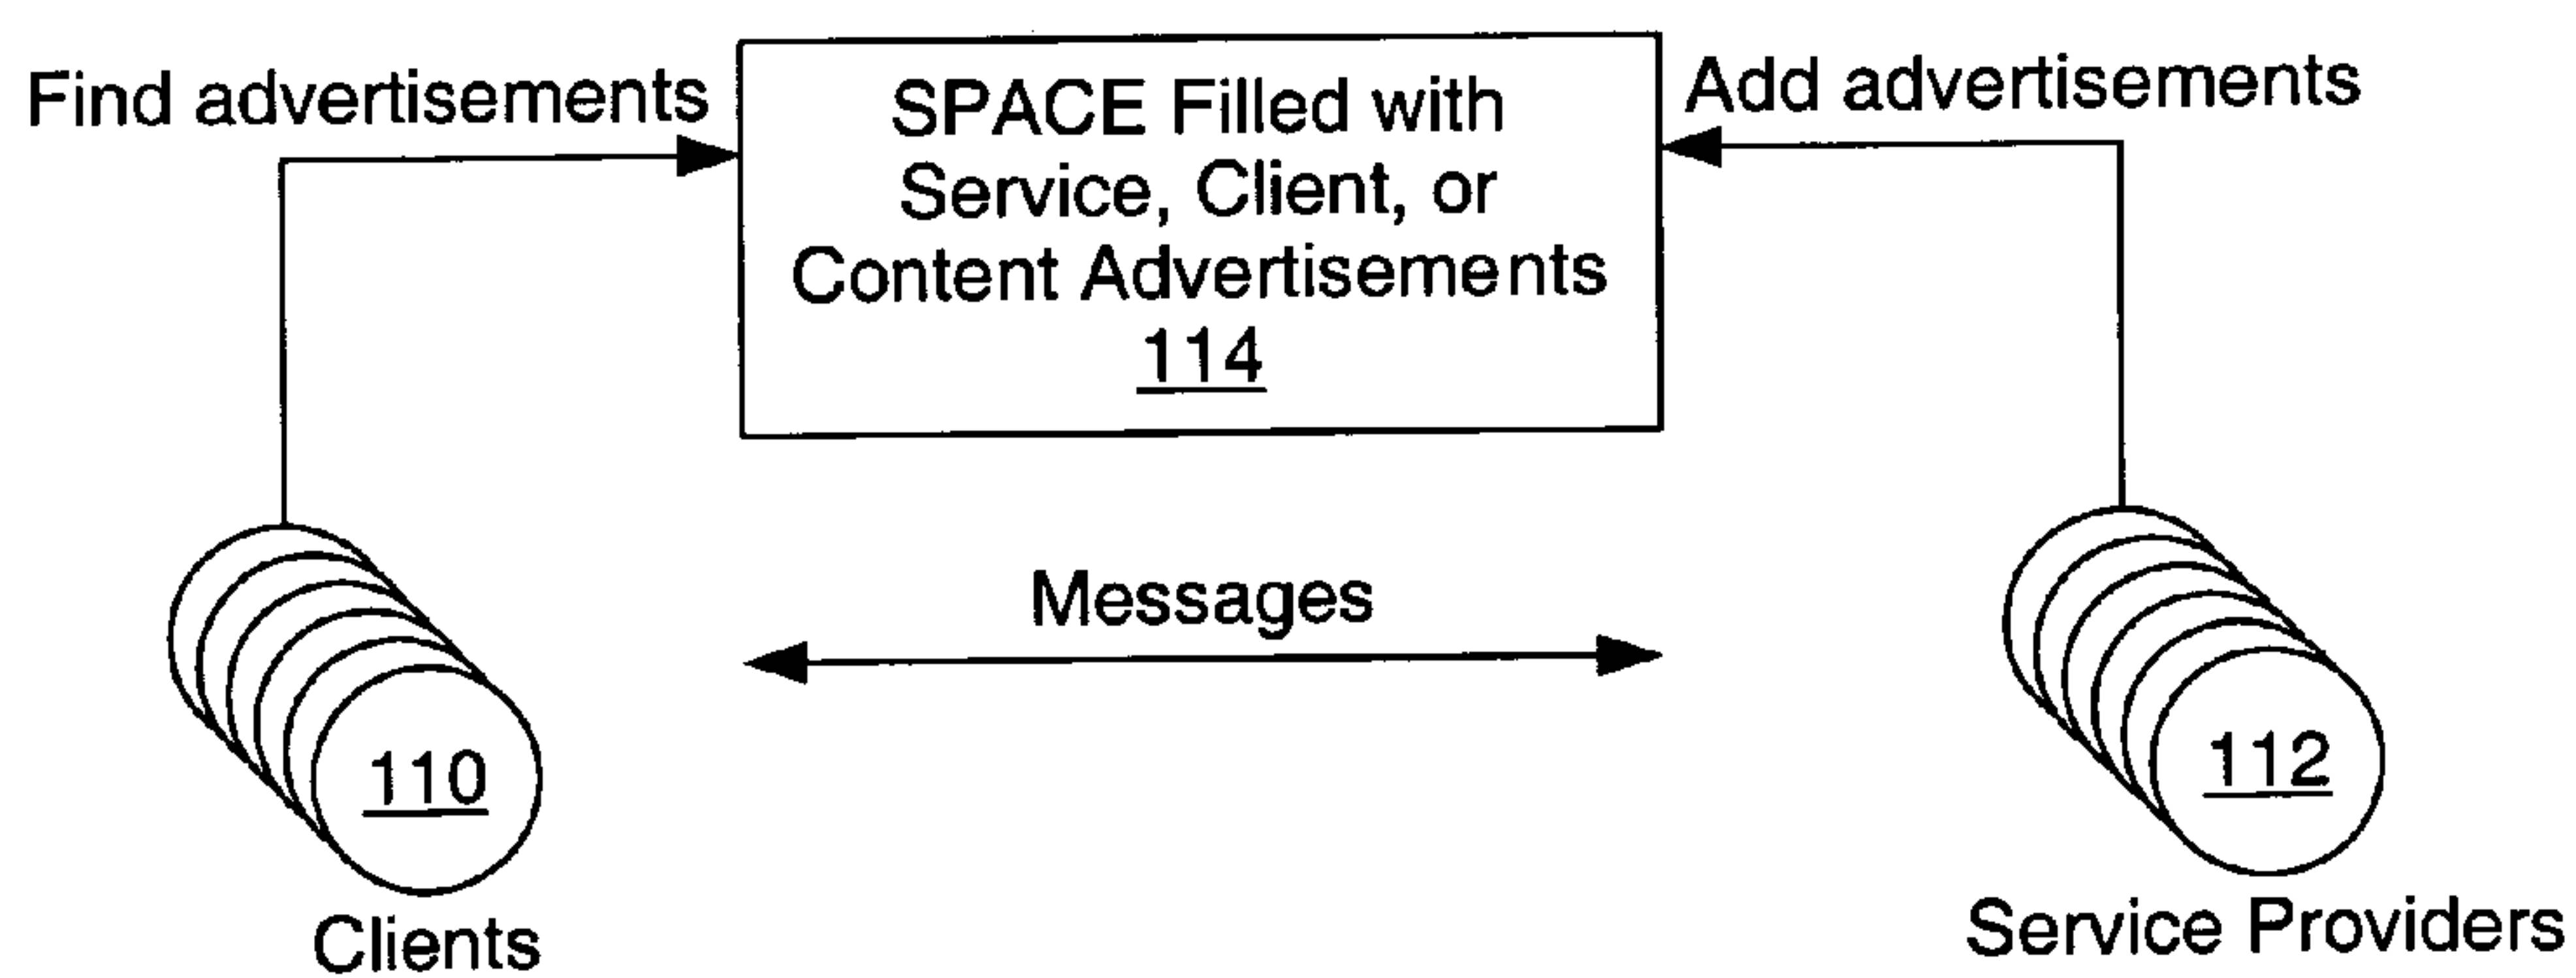 Find advertisements
SPACE Filled with
Service, Client, or
Content Advertisements
114
Add advertisements
Messages
110
Clients
112
Service Providers